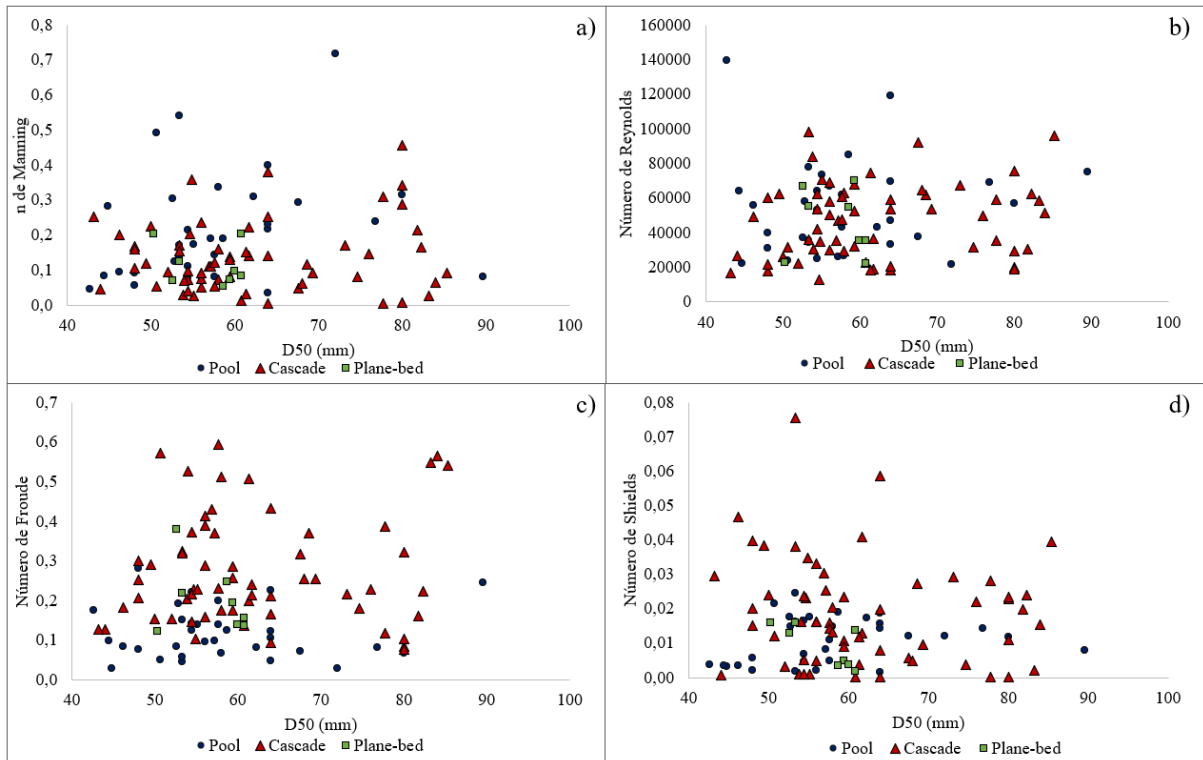 a)
0,8
0,7
0,6
0,5
0,4
0,3
0,2
0,1
0,0
n de Manning
40 50 60 70 80 90 100
D50 (mm)
Pool Cascade Plane-bed
b)
160000
140000
120000
100000
80000
60000
40000
20000
0
Número de Reynolds
40 50 60 70 80 90 100
D50 (mm)
Pool Cascade Plane-bed
c)
0,7
0,6
0,5
0,4
0,3
0,2
0,1
0,0
Número de Froude
40 50 60 70 80 90 100
D50 (mm)
Pool Cascade Plane-bed
d)
0,08
0,07
0,06
0,05
0,04
0,03
0,02
0,01
0,00
Número de Shields
40 50 60 70 80 90 100
D50 (mm)
Pool Cascade Plane-bed